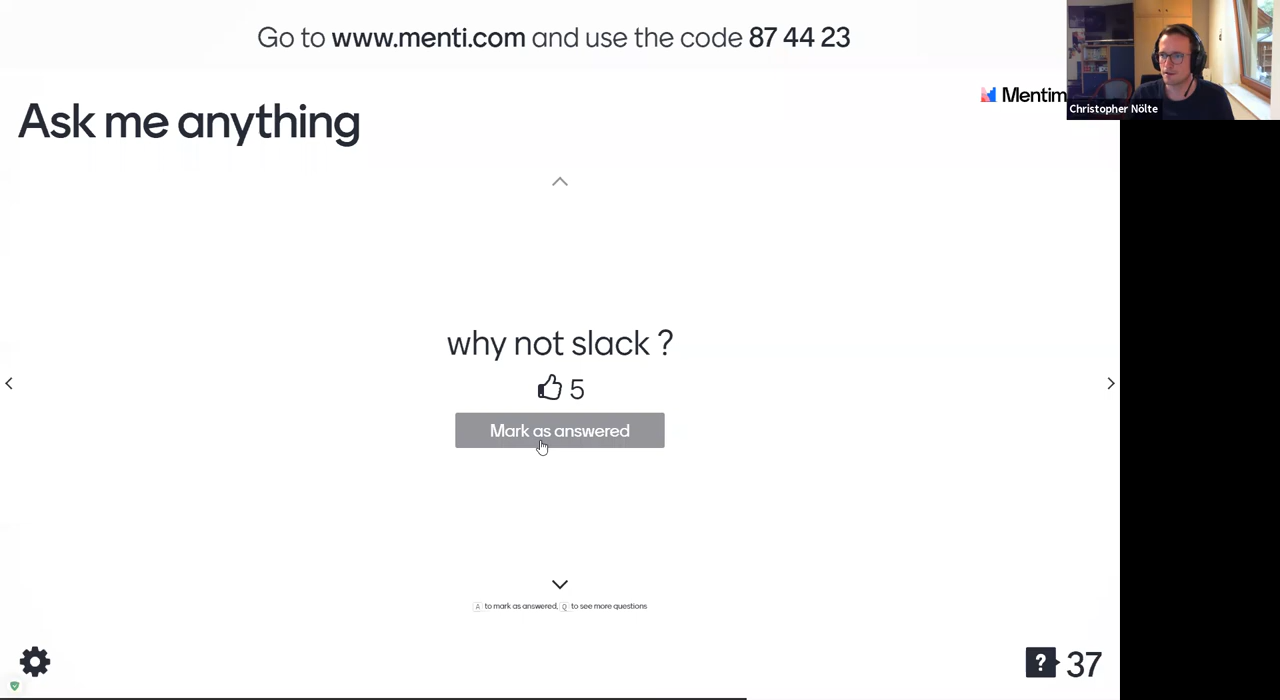 Go to www.menti.com and use the code 87 44 23
Mentim
Christopher Nölte
Ask me anything
why not slack ?
5
Mark as answered
A to mark as answered, Q to see more questions
? 37